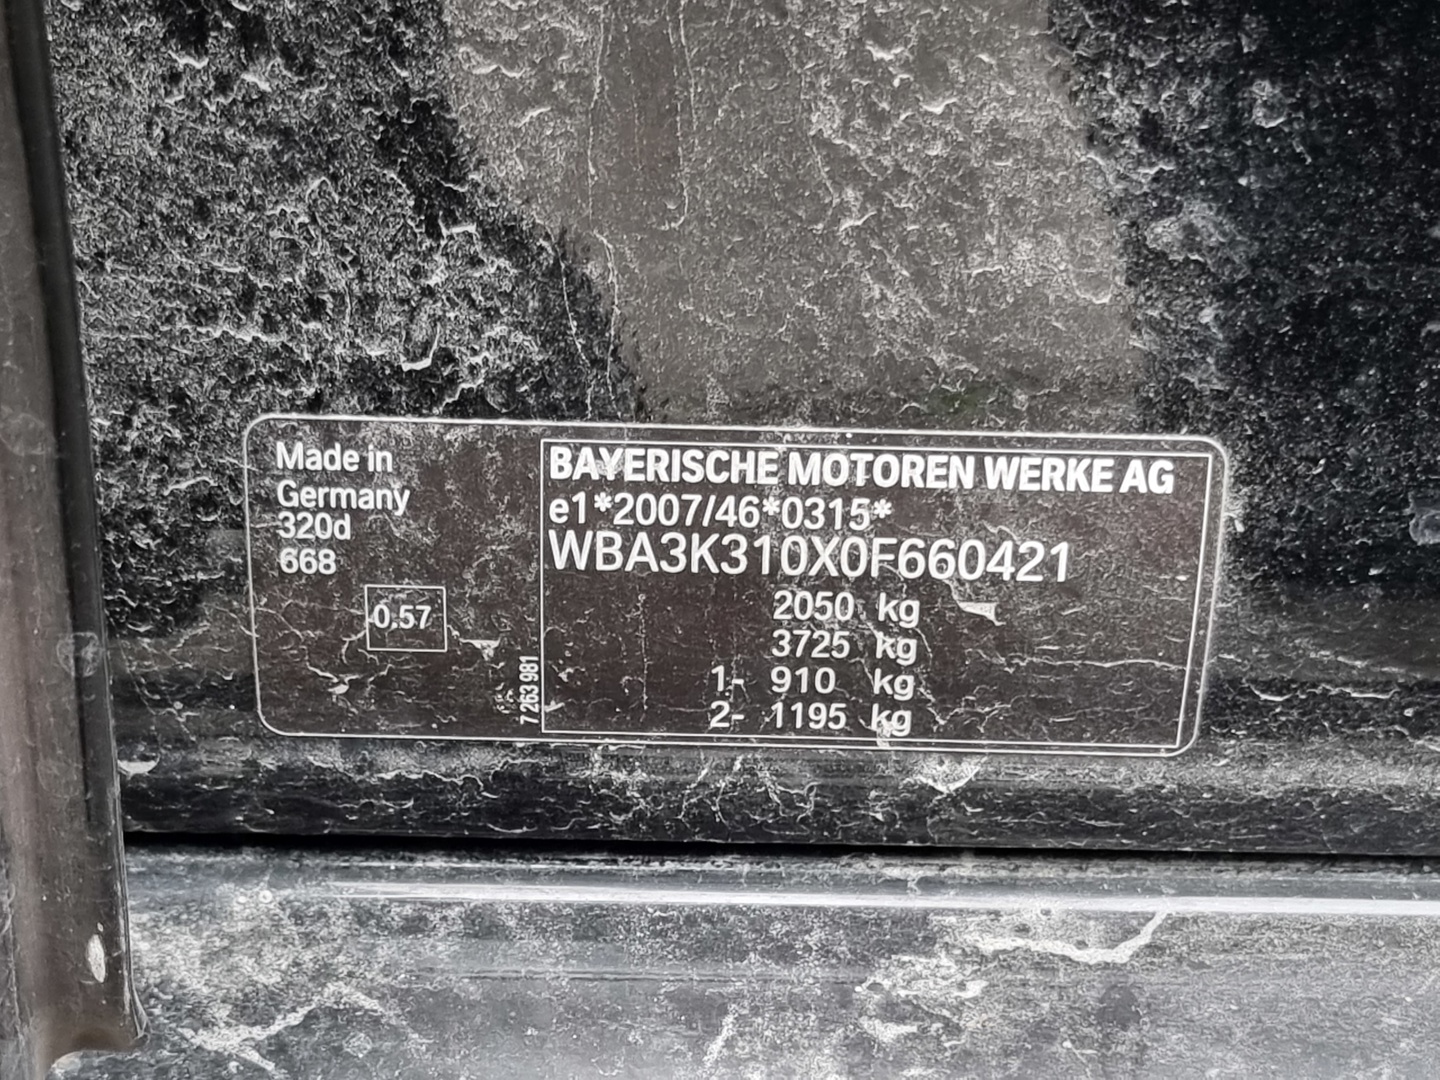 Made in
Germany
320d
668
0,57
7 263 981
BAYERISCHE MOTOREN WERKE AG
e1*2007/46*0315*
WBA3K310X0F660421
2050 kg
3725 kg
1- 910 kg
2- 1195 kg